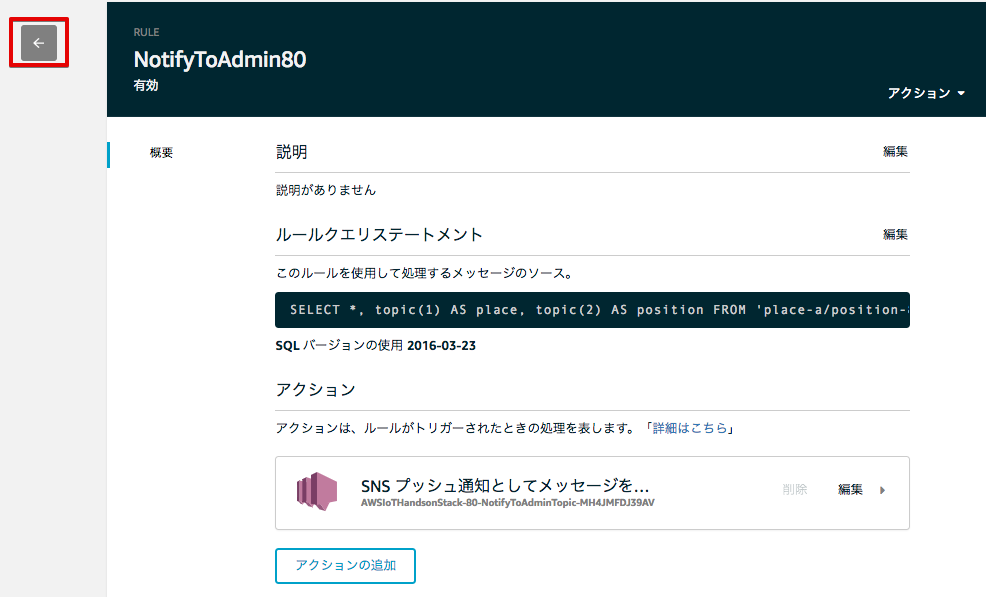 RULE
NotifyToAdmin80
有効
アクション
概要
説明
編集
説明がありません
ルールクエリステートメント
編集
このルールを使用して処理するメッセージのソース。
SELECT *, topic(1) AS place, topic(2) AS position FROM 'place-a/position-
SQL バージョンの使用 2016-03-23
アクション
アクションは、ルールがトリガーされたときの処理を表します。「詳細はこちら」
SNS プッシュ通知としてメッセージを...
削除
編集
AWSIoTHandsonStack-80-NotifyToAdminTopic-MH4JMFDJ39AV
アクションの追加